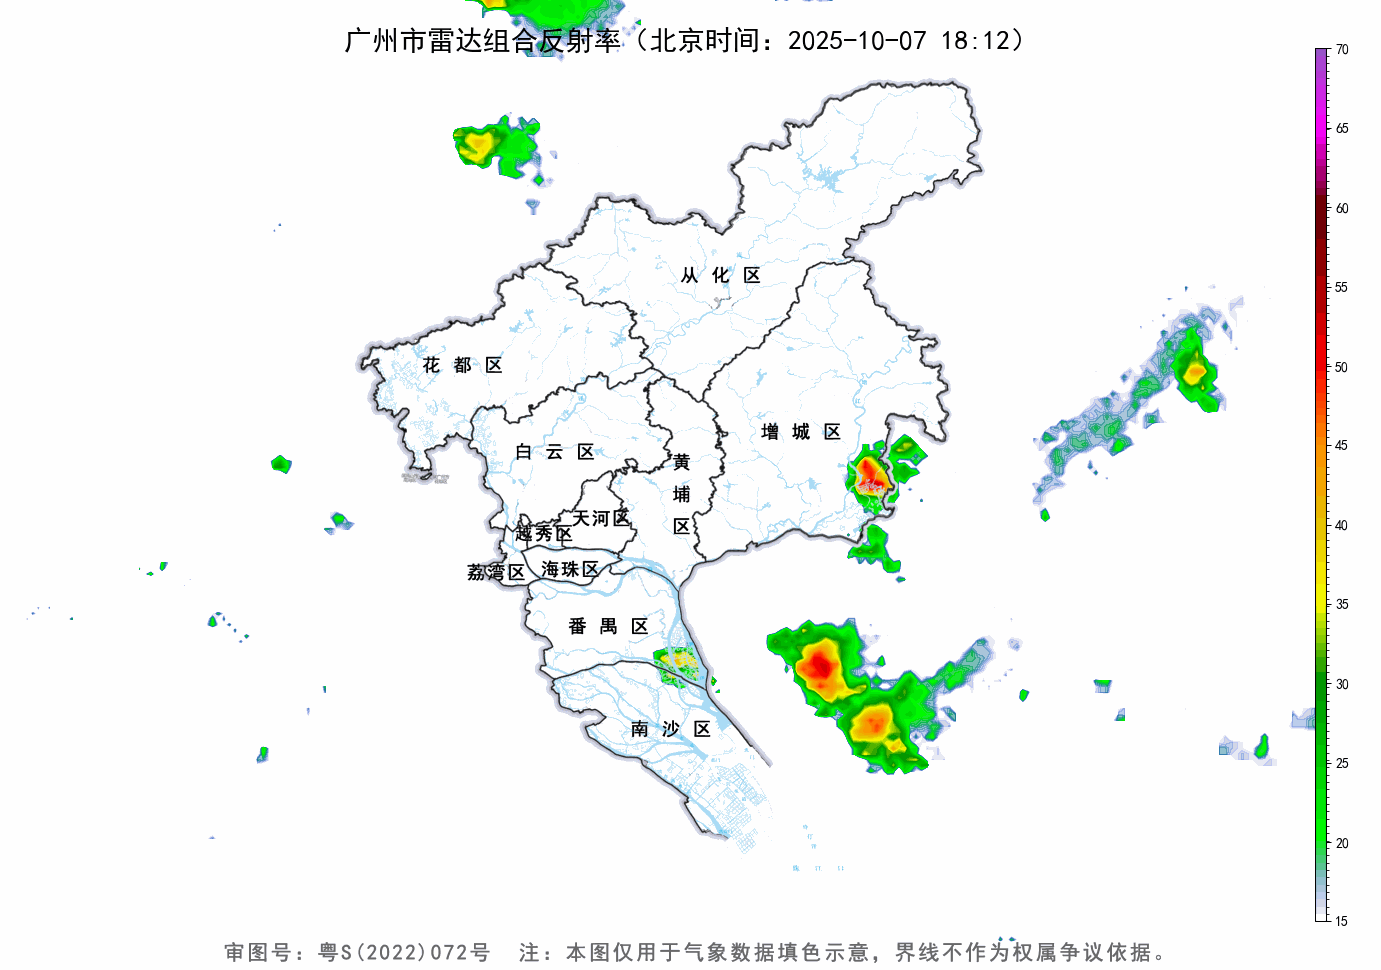 广州市雷达组合反射率（北京时间：2025-10-07 18:12）
70
65
60
55
50
45
40
35
30
25
20
15
从化区
花都区
增城区
白云区
黄埔区
天河区
越秀区
荔湾区
海珠区
番禺区
南沙区
审图号：粤S(2022)072号 注：本图仅用于气象数据填色示意，界线不作为权属争议依据。